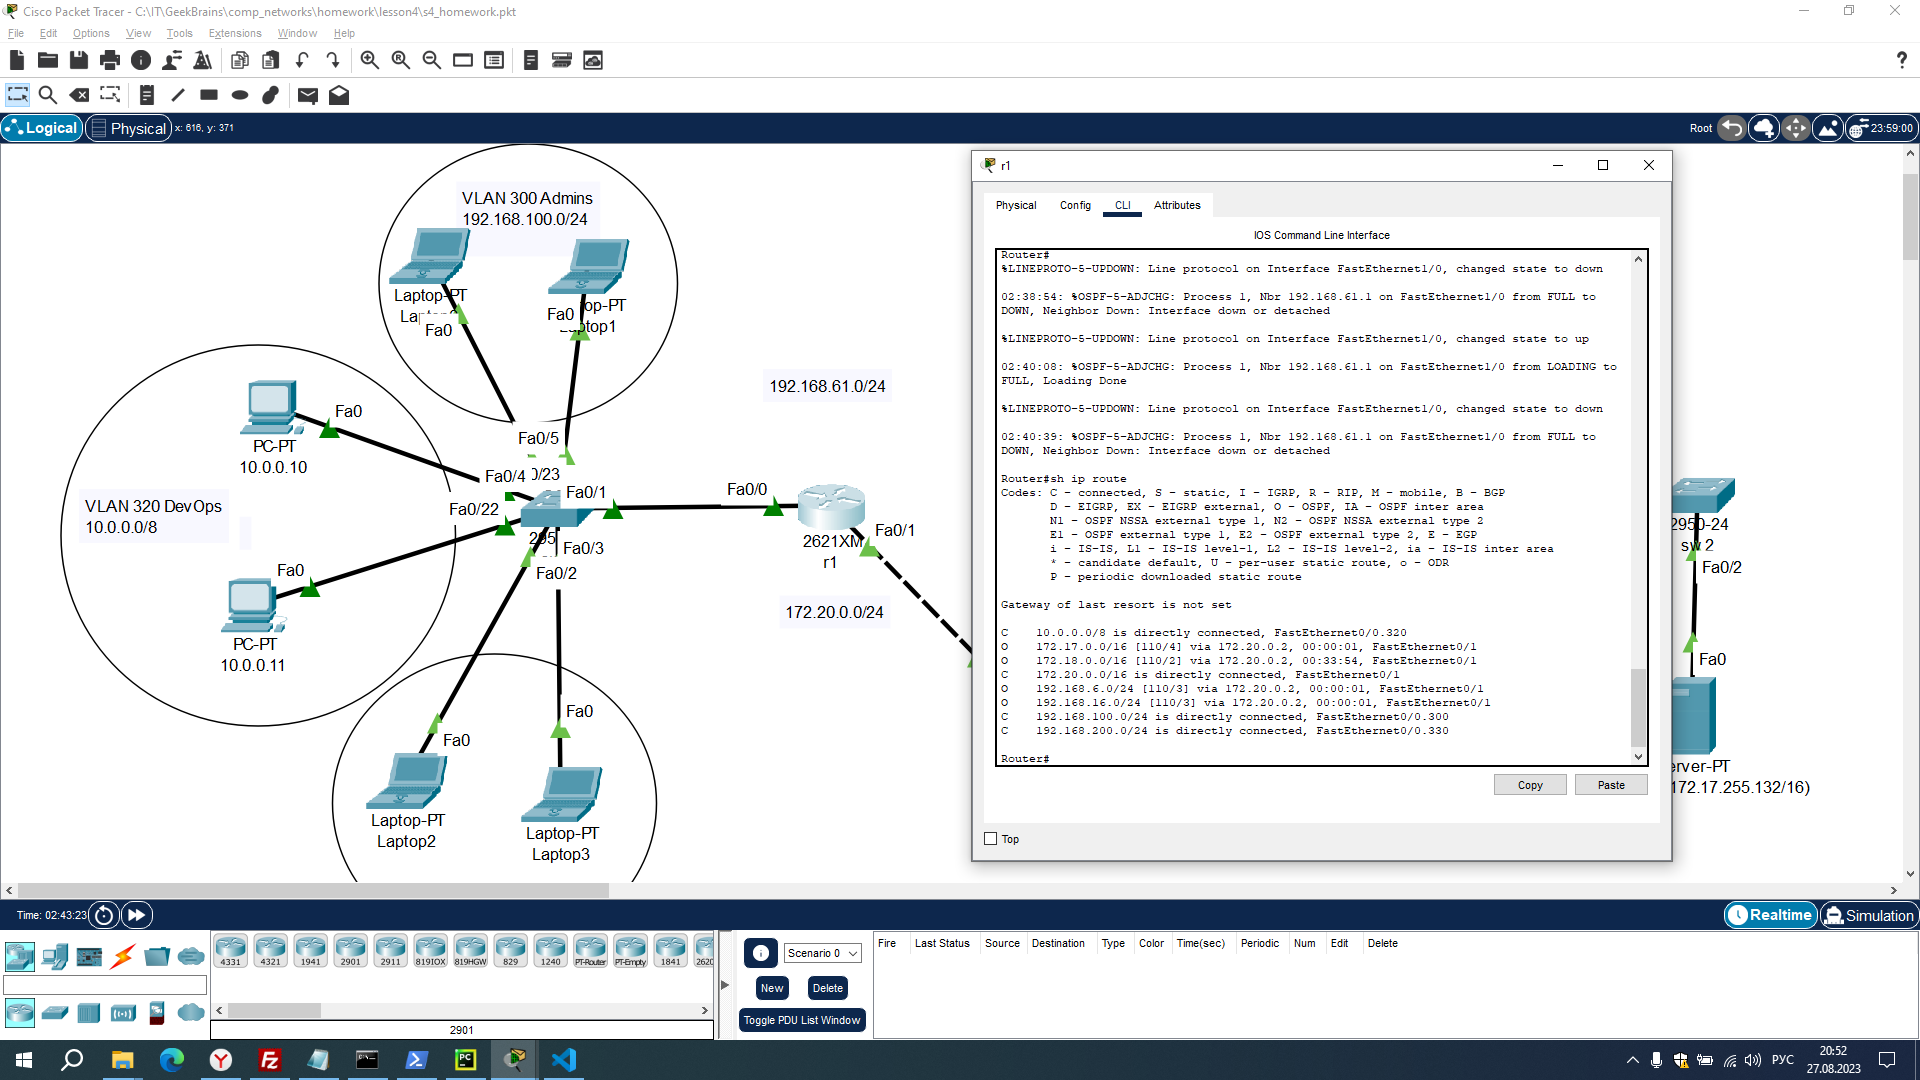 Cisco Packet Tracer - C:\IT\GeekBrains\comp_networks\homework\lesson4\s4_homework.pkt
File Edit Options View Tools Extensions Window Help
Logical Physical x: 616, y: 371
Root 23:59:00
VLAN 300 Admins
192.168.100.0/24
Laptop-PT
Fa0
Fa0
top-PT
Laptop1
192.168.61.0/24
Fa0
PC-PT
10.0.0.10
Fa0/5
Fa0/4 0/23
VLAN 320 DevOps
10.0.0.0/8
Fa0/22
Fa0/1
Fa0/0
2621XM
r1
Fa0/1
295
Fa0/3
Fa0/2
Fa0
PC-PT
10.0.0.11
172.20.0.0/24
Fa0
Fa0
Laptop-PT
Laptop2
Laptop-PT
Laptop3
2950-24
sw 2
Fa0/2
Fa0
erver-PT
172.17.255.132/16)
r1
Physical Config CLI Attributes
IOS Command Line Interface
Router#
%LINEPROTO-5-UPDOWN: Line protocol on Interface FastEthernet1/0, changed state to down
02:38:54: %OSPF-5-ADJCHG: Process 1, Nbr 192.168.61.1 on FastEthernet1/0 from FULL to
DOWN, Neighbor Down: Interface down or detached
%LINEPROTO-5-UPDOWN: Line protocol on Interface FastEthernet1/0, changed state to up
02:40:08: %OSPF-5-ADJCHG: Process 1, Nbr 192.168.61.1 on FastEthernet1/0 from LOADING to
FULL, Loading Done
%LINEPROTO-5-UPDOWN: Line protocol on Interface FastEthernet1/0, changed state to down
02:40:39: %OSPF-5-ADJCHG: Process 1, Nbr 192.168.61.1 on FastEthernet1/0 from FULL to
DOWN, Neighbor Down: Interface down or detached
Router#sh ip route
Codes: C - connected, S - static, I - IGRP, R - RIP, M - mobile, B - BGP
D - EIGRP, EX - EIGRP external, O - OSPF, IA - OSPF inter area
N1 - OSPF NSSA external type 1, N2 - OSPF NSSA external type 2
E1 - OSPF external type 1, E2 - OSPF external type 2, E - EGP
i - IS-IS, L1 - IS-IS level-1, L2 - IS-IS level-2, ia - IS-IS inter area
* - candidate default, U - per-user static route, o - ODR
P - periodic downloaded static route
Gateway of last resort is not set
C 10.0.0.0/8 is directly connected, FastEthernet0/0.320
O 172.17.0.0/16 [110/4] via 172.20.0.2, 00:00:01, FastEthernet0/1
O 172.18.0.0/16 [110/2] via 172.20.0.2, 00:33:54, FastEthernet0/1
C 172.20.0.0/16 is directly connected, FastEthernet0/1
O 192.168.6.0/24 [110/3] via 172.20.0.2, 00:00:01, FastEthernet0/1
O 192.168.16.0/24 [110/3] via 172.20.0.2, 00:00:01, FastEthernet0/1
C 192.168.100.0/24 is directly connected, FastEthernet0/0.300
C 192.168.200.0/24 is directly connected, FastEthernet0/0.330
Router#
Copy Paste
Top
Time: 02:43:23
Realtime Simulation
4331 4321 1941 2901 2911 819IOX 819HGW 829 1240 PT-Router PT-Empty 1841 2620
2901
Scenario 0
New Delete
Toggle PDU List Window
Fire Last Status Source Destination Type Color Time(sec) Periodic Num Edit Delete
РУС
20:52
27.08.2023